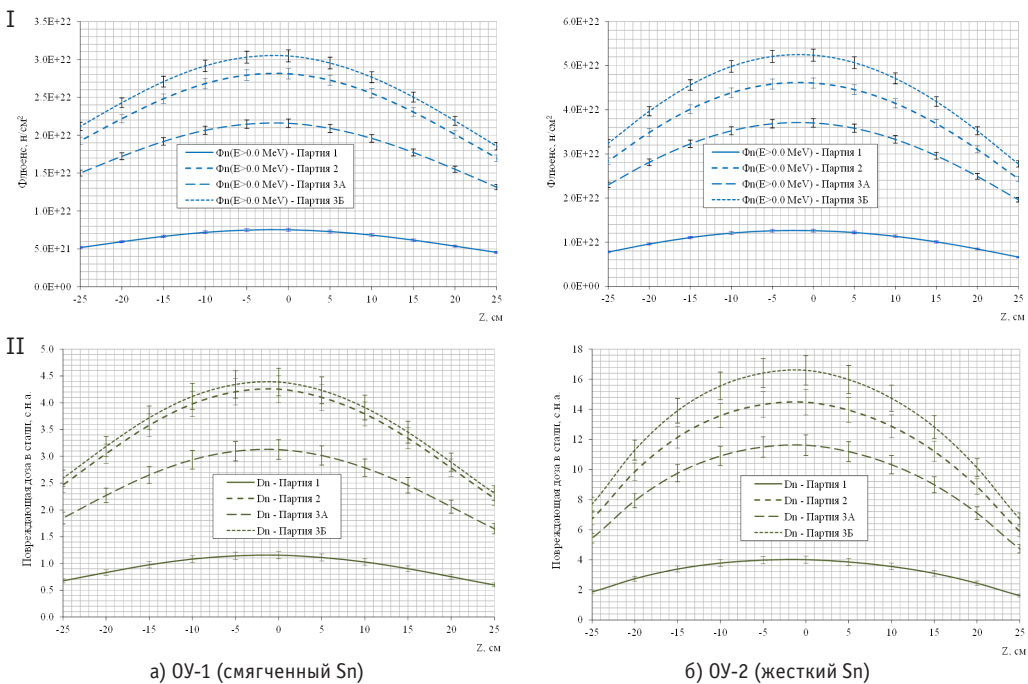 I
Флюенс, н/см²
3.5E+22
3.0E+22
2.5E+22
2.0E+22
1.5E+22
1.0E+22
5.0E+21
0.0E+00
Фn(E>0.0 MeV) - Партия 1
Фn(E>0.0 MeV) - Партия 2
Фn(E>0.0 MeV) - Партия 3А
Фn(E>0.0 MeV) - Партия 3Б
-25 -20 -15 -10 -5 0 5 10 15 20 25
Z, см
Флюенс, н/см²
6.0E+22
5.0E+22
4.0E+22
3.0E+22
2.0E+22
1.0E+22
0.0E+00
Фn(E>0.0 MeV) - Партия 1
Фn(E>0.0 MeV) - Партия 2
Фn(E>0.0 MeV) - Партия 3А
Фn(E>0.0 MeV) - Партия 3Б
-25 -20 -15 -10 -5 0 5 10 15 20 25
Z, см
II
Повреждающая доза в стали, с.н.а.
5.0
4.5
4.0
3.5
3.0
2.5
2.0
1.5
1.0
0.5
0.0
Dn - Партия 1
Dn - Партия 2
Dn - Партия 3А
Dn - Партия 3Б
-25 -20 -15 -10 -5 0 5 10 15 20 25
Z, см
Повреждающая доза в стали, с.н.а.
18
16
14
12
10
8
6
4
2
0
Dn - Партия 1
Dn - Партия 2
Dn - Партия 3А
Dn - Партия 3Б
-25 -20 -15 -10 -5 0 5 10 15 20 25
Z, см
а) ОУ-1 (смягченный Sn)
б) ОУ-2 (жесткий Sn)